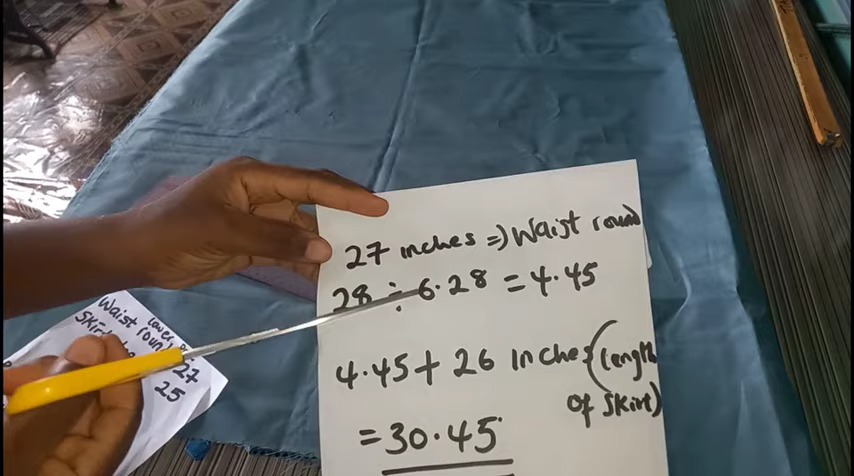 27 inches => Waist round
28 ÷ 6.28 = 4.45
4.45 + 26 Inches (length
of Skirt)
= 30.45
Waist
round
27
25